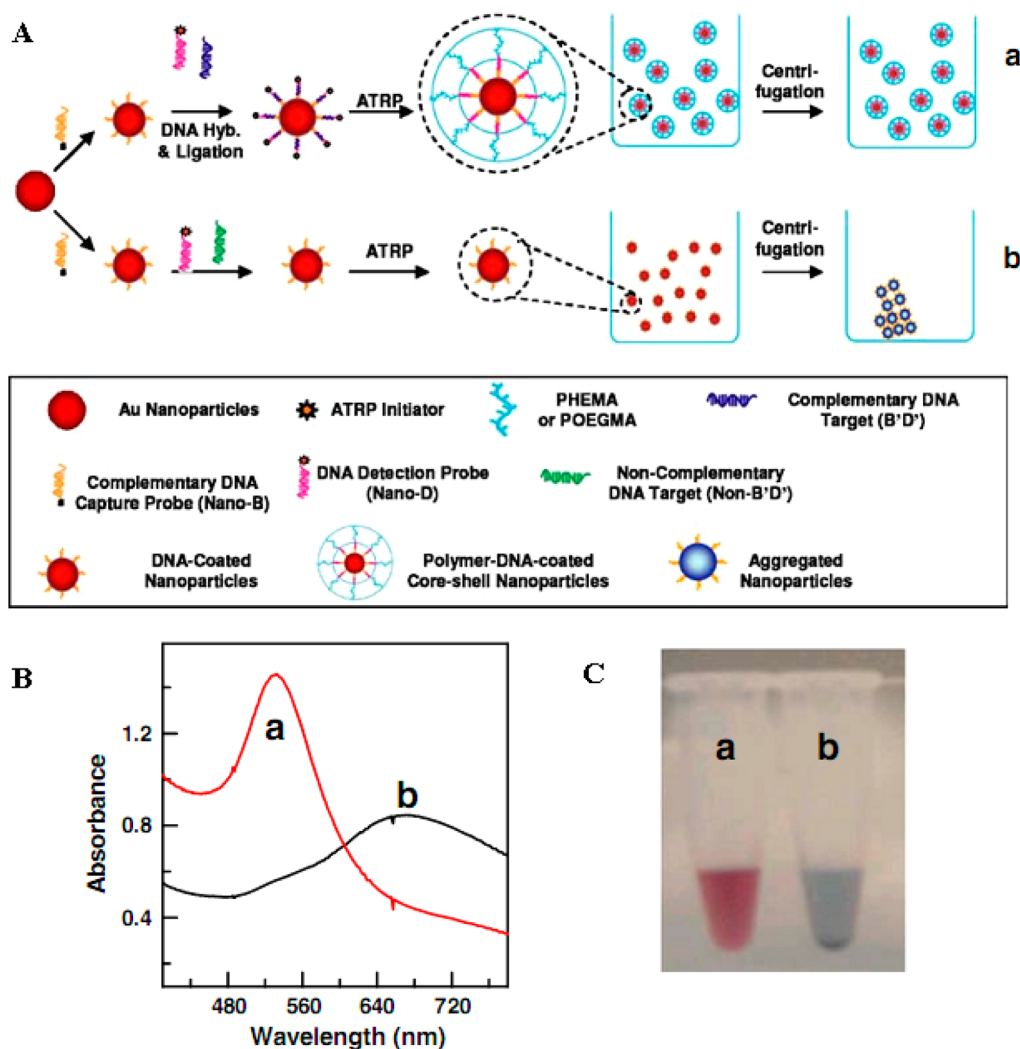 A
a
Centri-
fugation
ATRP
DNA Hyb.
& Ligation
Centri-
fugation
ATRP
b
Au Nanoparticles
ATRP Initiator
PHEMA
or POEGMA
Complementary DNA
Target (B'D')
Complementary DNA
Capture Probe (Nano-B)
DNA Detection Probe
(Nano-D)
Non-Complementary
DNA Target (Non-B'D')
DNA-Coated
Nanoparticles
Polymer-DNA-coated
Core-shell Nanoparticles
Aggregated
Nanoparticles
B
a
b
1.2
0.8
0.4
Absorbance
480 560 640 720
Wavelength (nm)
C
a b